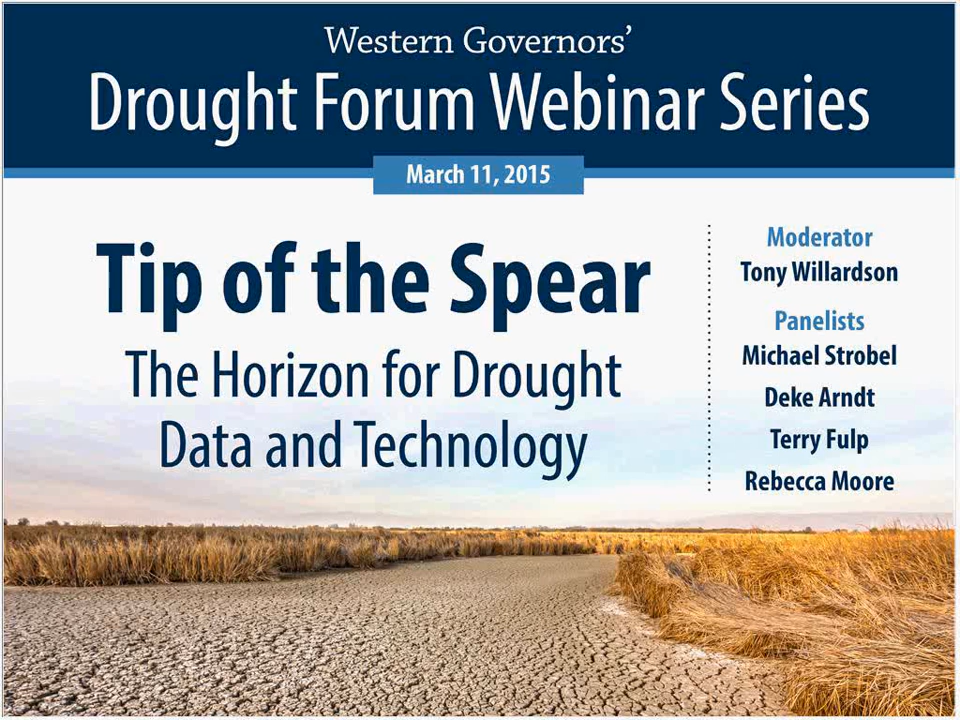 Western Governors’
Drought Forum Webinar Series
March 11, 2015
Tip of the Spear
The Horizon for Drought
Data and Technology
Moderator
Tony Willardson
Panelists
Michael Strobel
Deke Arndt
Terry Fulp
Rebecca Moore